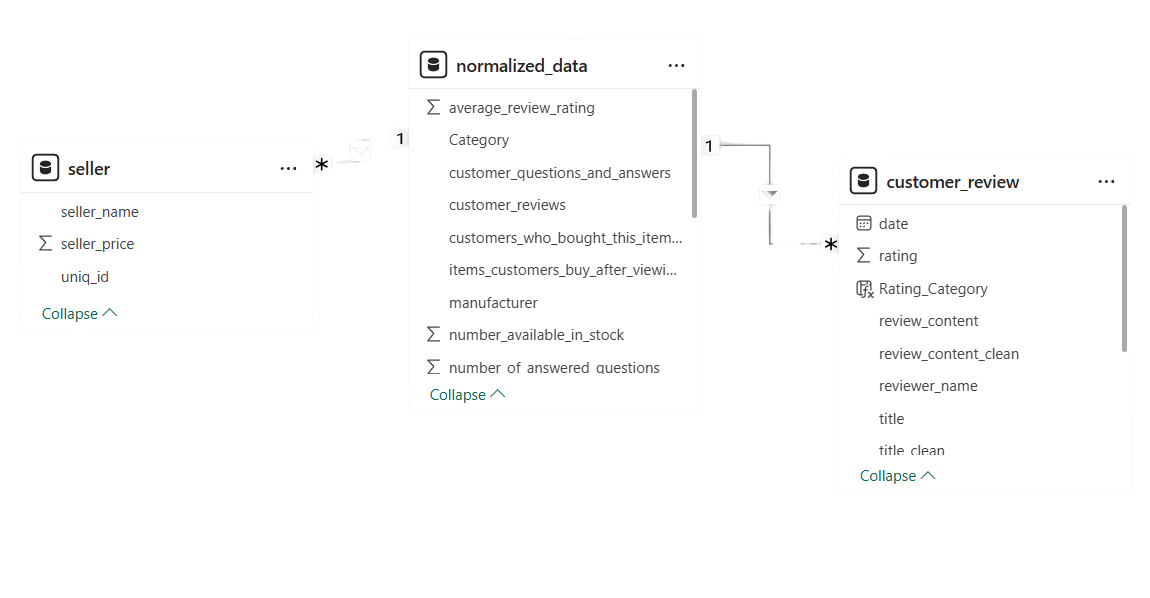 seller
seller_name
seller_price
uniq_id
Collapse
*
1
normalized_data
average_review_rating
Category
customer_questions_and_answers
customer_reviews
customers_who_bought_this_item...
items_customers_buy_after_viewi...
manufacturer
number_available_in_stock
number_of_answered_questions
Collapse
1
*
customer_review
date
rating
Rating_Category
review_content
review_content_clean
reviewer_name
title
title_clean
Collapse